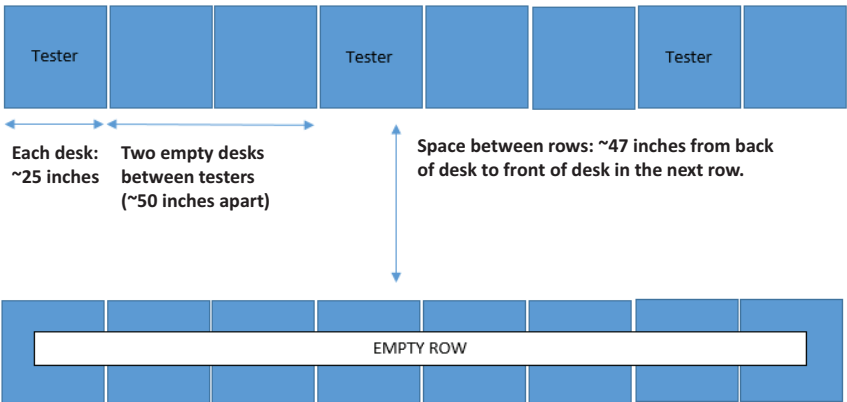 Tester
Tester
Tester
Each desk:
~25 inches
Two empty desks
between testers
(~50 inches apart)
Space between rows: ~47 inches from back
of desk to front of desk in the next row.
EMPTY ROW